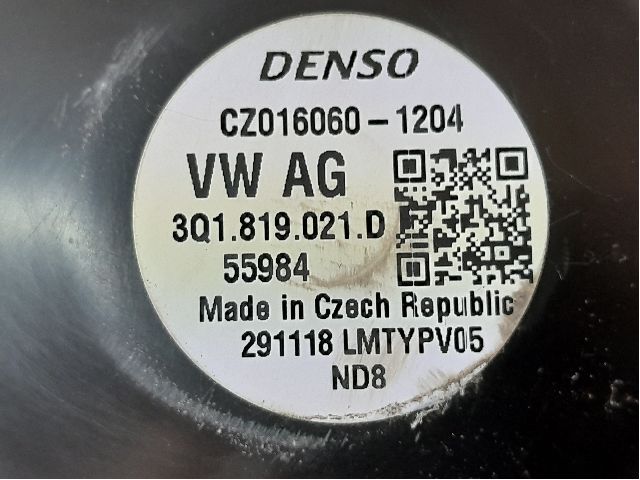 DENSO
CZ016060-1204
VW AG
3Q1.819.021.D
55984
Made in Czech Republic
291118 LMTYPV05
ND8